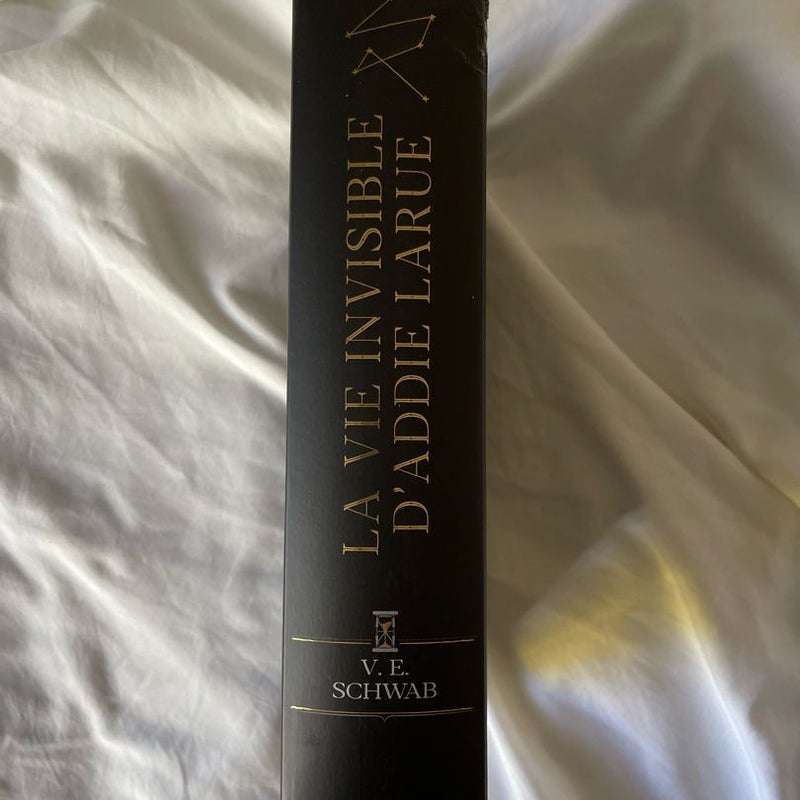 LA VIE INVISIBLE
D'ADDIE LARUE
V. E.
SCHWAB